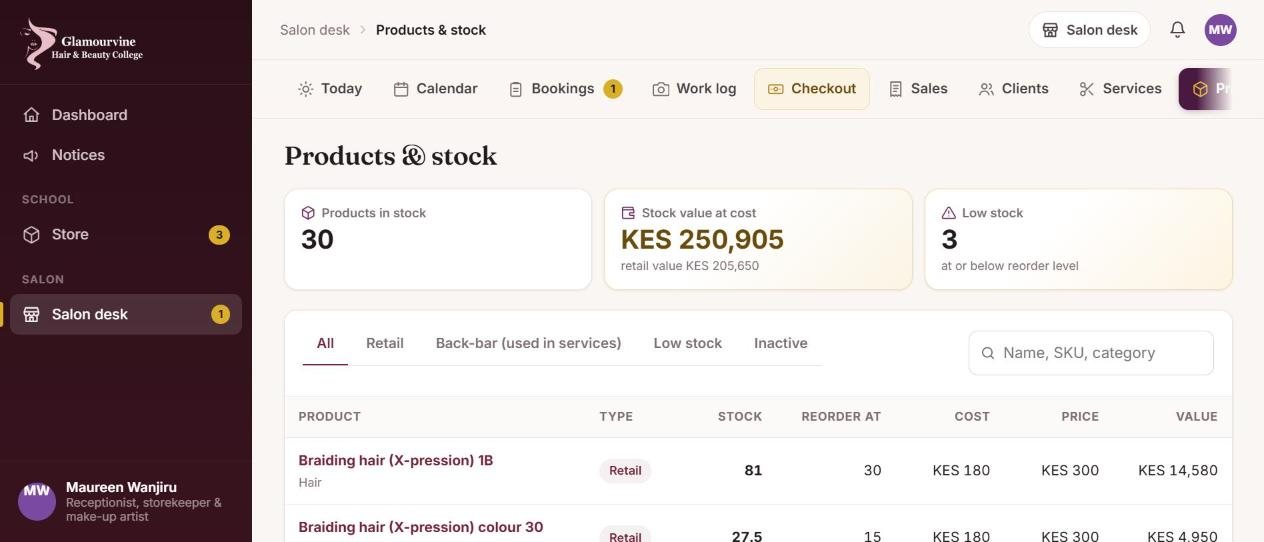 Glamourvine
Hair & Beauty College
Dashboard
Notices
SCHOOL
Store 3
SALON
Salon desk 1
MW
Maureen Wanjiru
Receptionist, storekeeper &
make-up artist
Salon desk > Products & stock
Salon desk MW
Today Calendar Bookings 1 Work log Checkout Sales Clients Services Pr
Products & stock
Products in stock
30
Stock value at cost
KES 250,905
retail value KES 205,650
Low stock
3
at or below reorder level
All Retail Back-bar (used in services) Low stock Inactive
Name, SKU, category
PRODUCT TYPE STOCK REORDER AT COST PRICE VALUE
Braiding hair (X-pression) 1B Retail 81 30 KES 180 KES 300 KES 14,580
Hair
Braiding hair (X-pression) colour 30 Retail 27.5 15 KES 180 KES 300 KES 4,950